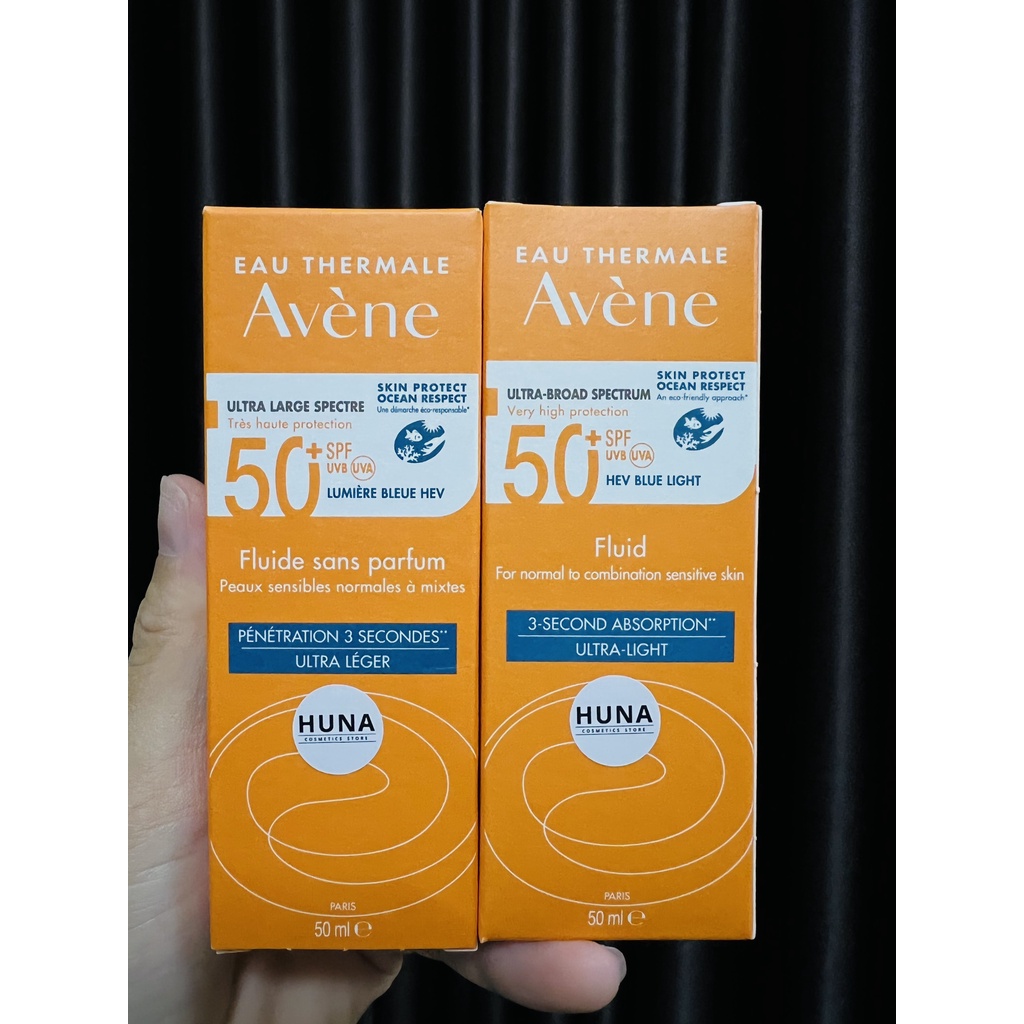 EAU THERMALE
Avène
ULTRA LARGE SPECTRE
Très haute protection
50+ SPF
UVB UVA
LUMIÈRE BLEUE HEV
SKIN PROTECT
OCEAN RESPECT
Une démarche éco-responsable*
Fluide sans parfum
Peaux sensibles normales à mixtes
PÉNÉTRATION 3 SECONDES**
ULTRA LÉGER
HUNA
COSMETICS STORE
PARIS
50 ml e
EAU THERMALE
Avène
ULTRA-BROAD SPECTRUM
Very high protection
50+ SPF
UVB UVA
HEV BLUE LIGHT
SKIN PROTECT
OCEAN RESPECT
An eco-friendly approach*
Fluid
For normal to combination sensitive skin
3-SECOND ABSORPTION**
ULTRA-LIGHT
HUNA
COSMETICS STORE
PARIS
50 ml e